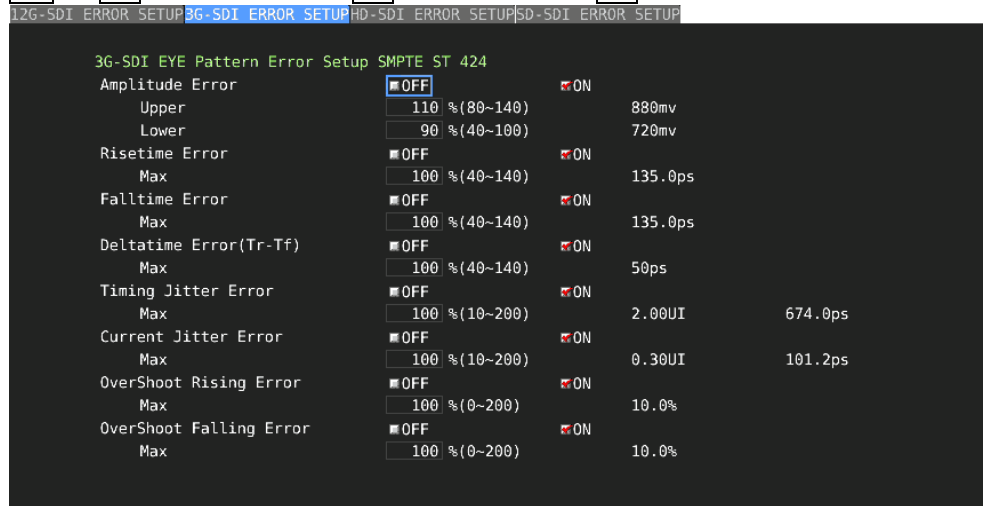 12G-SDI ERROR SETUP 3G-SDI ERROR SETUP HD-SDI ERROR SETUP SD-SDI ERROR SETUP
3G-SDI EYE Pattern Error Setup SMPTE ST 424
Amplitude Error OFF ON
Upper 110 %(80~140) 880mv
Lower 90 %(40~100) 720mv
Risetime Error OFF ON
Max 100 %(40~140) 135.0ps
Falltime Error OFF ON
Max 100 %(40~140) 135.0ps
Deltatime Error(Tr-Tf) OFF ON
Max 100 %(40~140) 50ps
Timing Jitter Error OFF ON
Max 100 %(10~200) 2.00UI 674.0ps
Current Jitter Error OFF ON
Max 100 %(10~200) 0.30UI 101.2ps
OverShoot Rising Error OFF ON
Max 100 %(0~200) 10.0%
OverShoot Falling Error OFF ON
Max 100 %(0~200) 10.0%